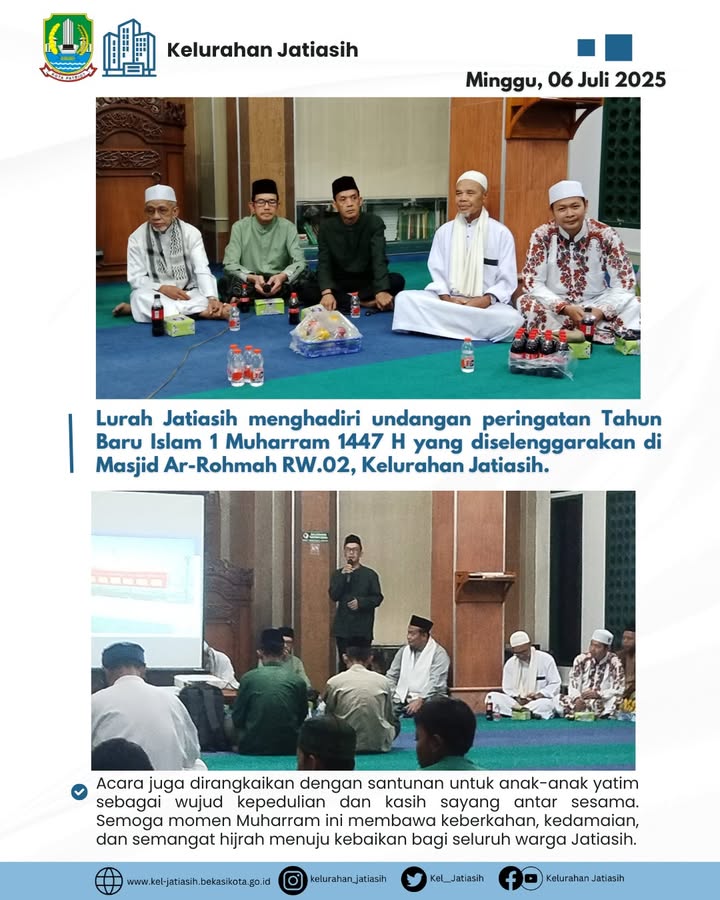 KOTA PATRIOT
Kelurahan Jatiasih
Minggu, 06 Juli 2025
Lurah Jatiasih menghadiri undangan peringatan Tahun
Baru Islam 1 Muharram 1447 H yang diselenggarakan di
Masjid Ar-Rohmah RW.02, Kelurahan Jatiasih.
Acara juga dirangkaikan dengan santunan untuk anak-anak yatim
sebagai wujud kepedulian dan kasih sayang antar sesama.
Semoga momen Muharram ini membawa keberkahan, kedamaian,
dan semangat hijrah menuju kebaikan bagi seluruh warga Jatiasih.
www.kel-jatiasih.bekasikota.go.id
kelurahan_jatiasih
Kel__Jatiasih
Kelurahan Jatiasih